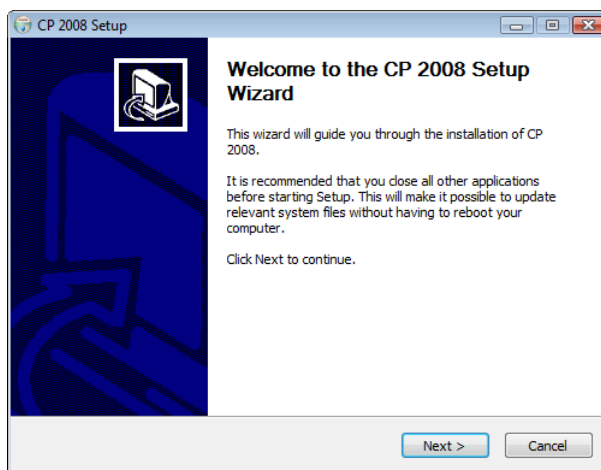 CP 2008 Setup
Welcome to the CP 2008 Setup
Wizard
This wizard will guide you through the installation of CP
2008.
It is recommended that you close all other applications
before starting Setup. This will make it possible to update
relevant system files without having to reboot your
computer.
Click Next to continue.
Next >
Cancel